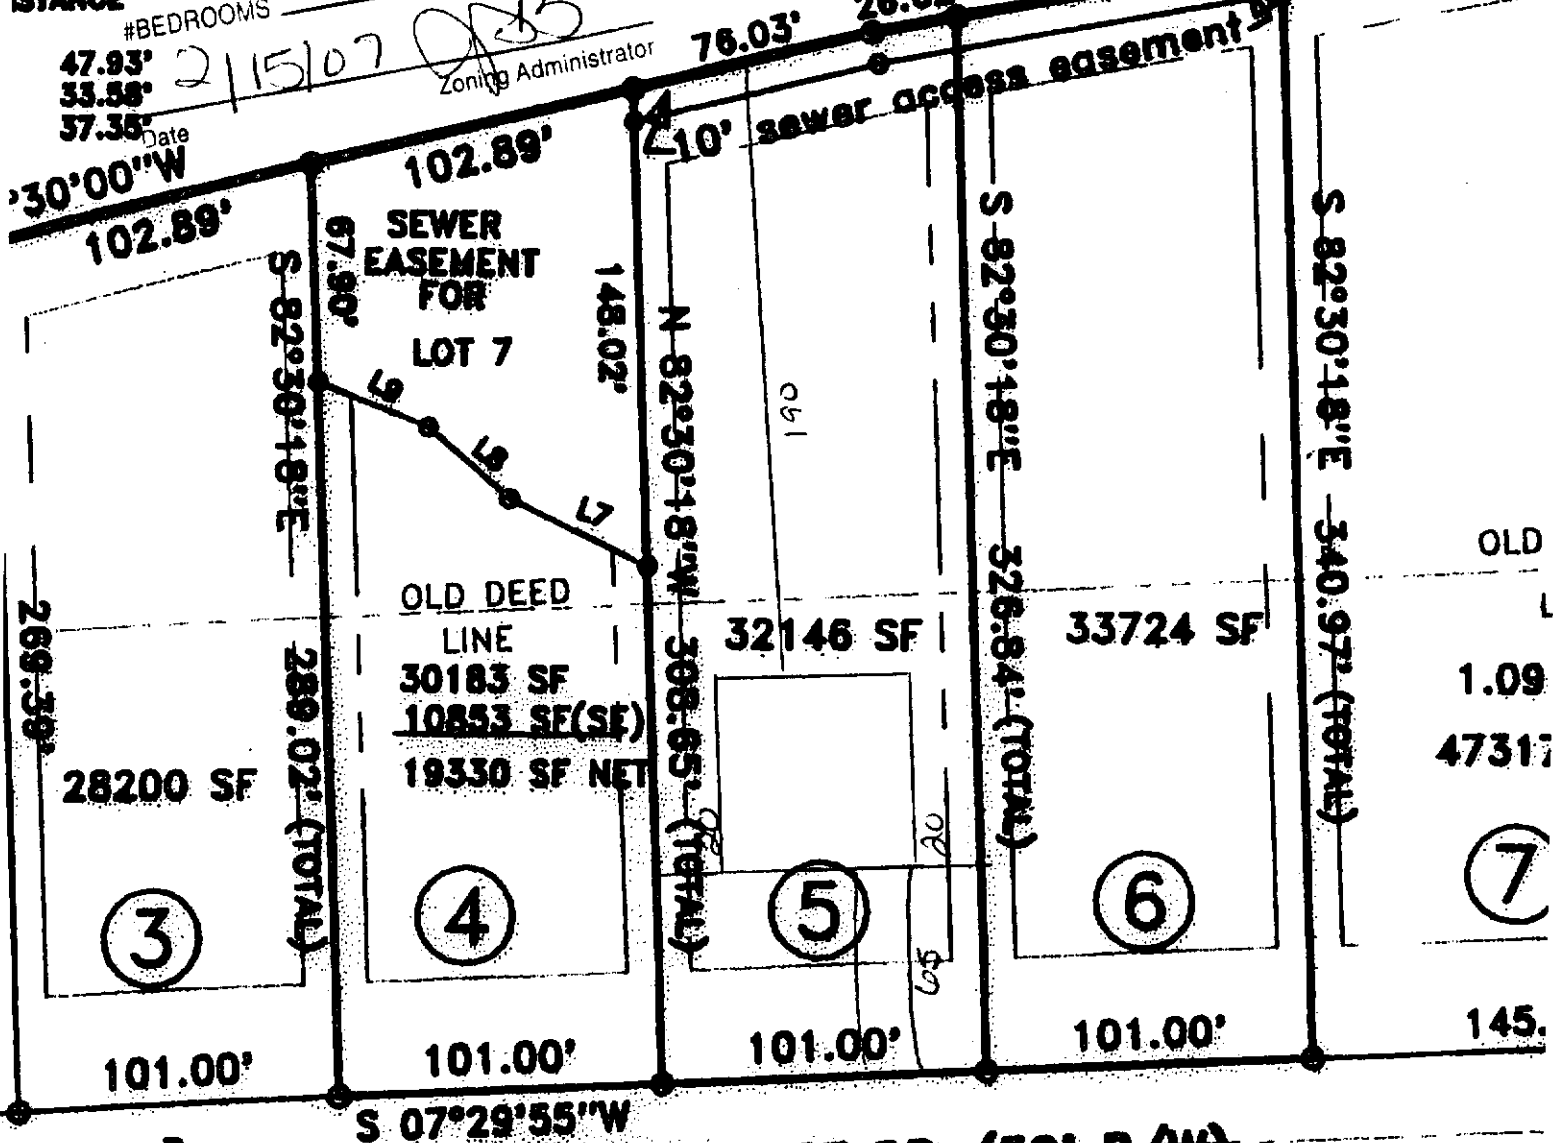 #BEDROOMS
47.93'
33.58'
37.35'
2/15/07
Date
Zoning Administrator
°30'00"W
102.89'
102.89'
76.03'
10' sewer access easement
SEWER
EASEMENT
FOR
LOT 7
67.90'
148.02'
S 82°30'18"E 289.02' (TOTAL)
N 82°30'18"W 308.65' (TOTAL)
S 82°30'18"E 326.84' (TOTAL)
S 82°30'18"E 340.97' (TOTAL)
L9
L8
L7
190
269.39'
OLD DEED
LINE
30183 SF
10853 SF(SE)
19330 SF NET
28200 SF
32146 SF
33724 SF
OLD
1.09
47317
20
20
65
3
4
5
6
7
101.00'
101.00'
101.00'
101.00'
145.
S 07°29'55"W